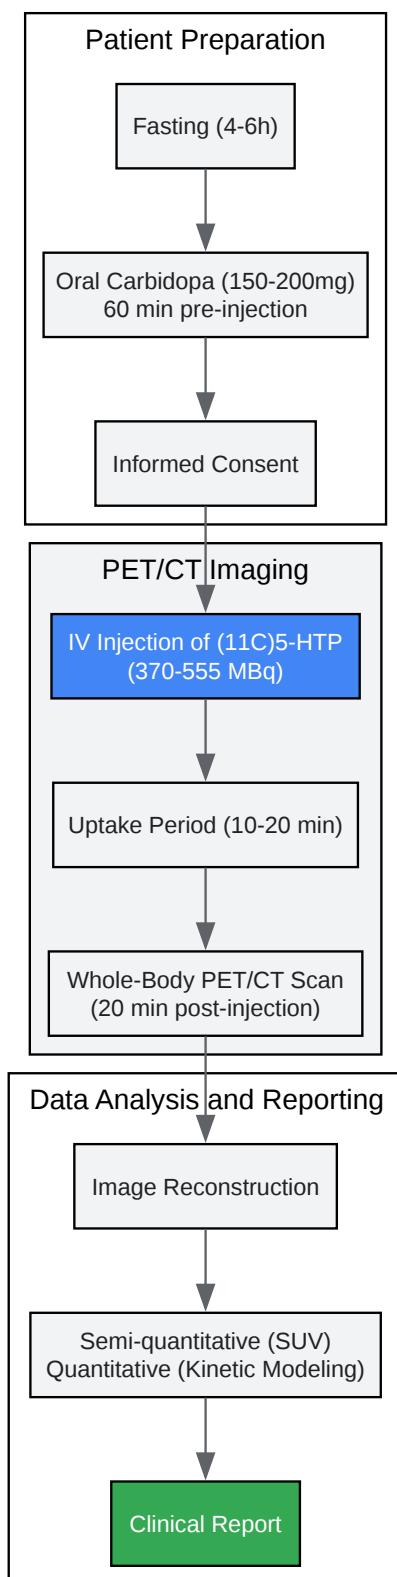 Patient Preparation
Fasting (4-6h)
Oral Carbidopa (150-200mg)
60 min pre-injection
Informed Consent
PET/CT Imaging
IV Injection of (11C)5-HTP
(370-555 MBq)
Uptake Period (10-20 min)
Whole-Body PET/CT Scan
(20 min post-injection)
Data Analysis and Reporting
Image Reconstruction
Semi-quantitative (SUV)
Quantitative (Kinetic Modeling)
Clinical Report